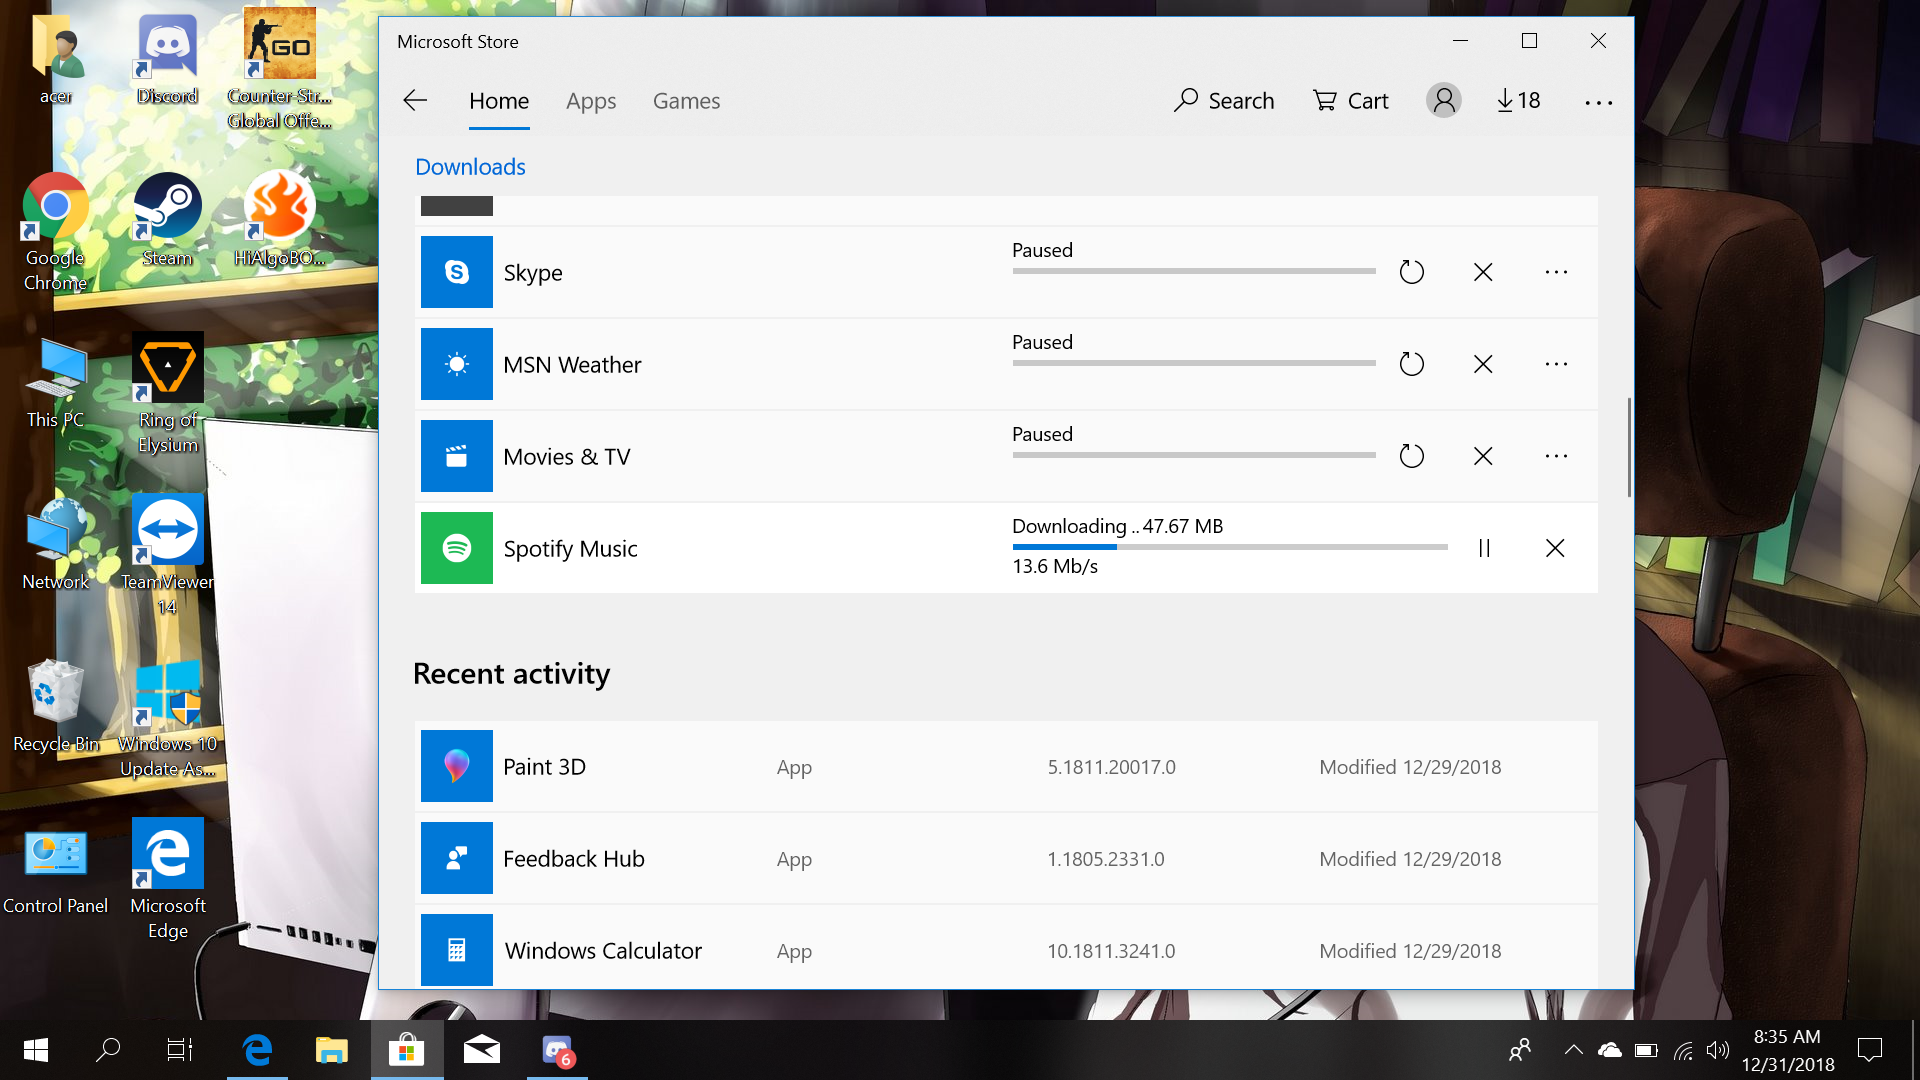 acer
Discord
Counter-Str...
Global Offe...
Google
Chrome
Steam
HiAlgoBO...
This PC
Ring of
Elysium
Network
TeamViewer
14
Recycle Bin
Windows 10
Update As...
Control Panel
Microsoft
Edge
GO
Microsoft Store
Home Apps Games
Search Cart 18
Downloads
Skype
Paused
MSN Weather
Paused
Movies & TV
Paused
Spotify Music
Downloading .. 47.67 MB
13.6 Mb/s
Recent activity
Paint 3D App 5.1811.20017.0 Modified 12/29/2018
Feedback Hub App 1.1805.2331.0 Modified 12/29/2018
Windows Calculator App 10.1811.3241.0 Modified 12/29/2018
6
8:35 AM
12/31/2018